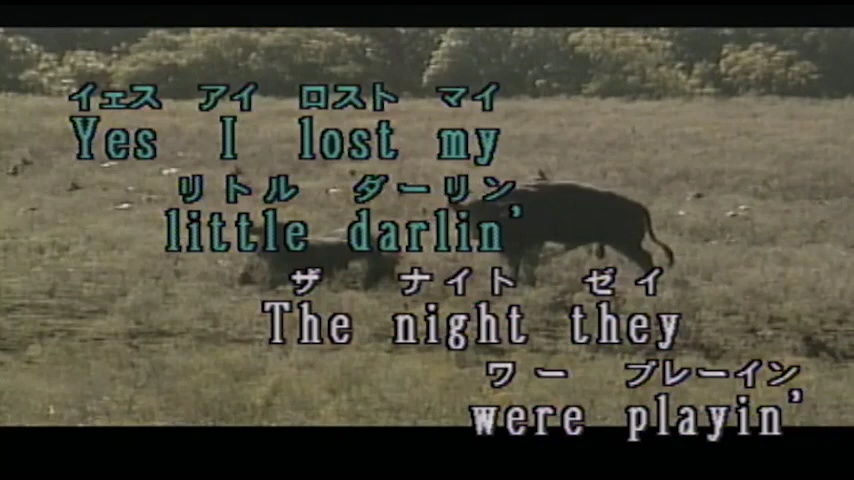 イェス アイ ロスト マイ
Yes I lost my
リトル ダーリン
little darlin'
ザ ナイト ゼイ
The night they
ワー プレーイン
were playin'